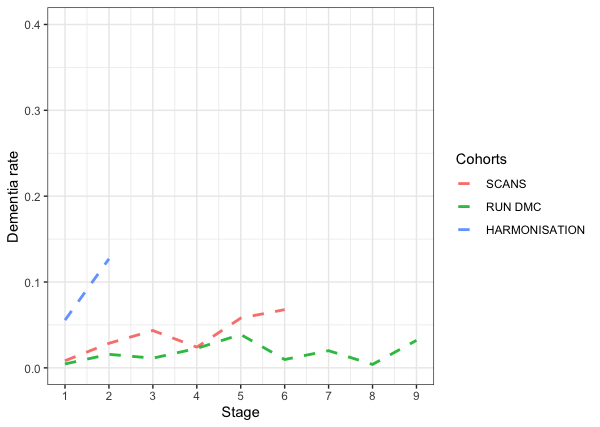 0.4
0.3
0.2
0.1
0.0
Dementia rate
1 2 3 4 5 6 7 8 9
Stage
Cohorts
SCANS
RUN DMC
HARMONISATION